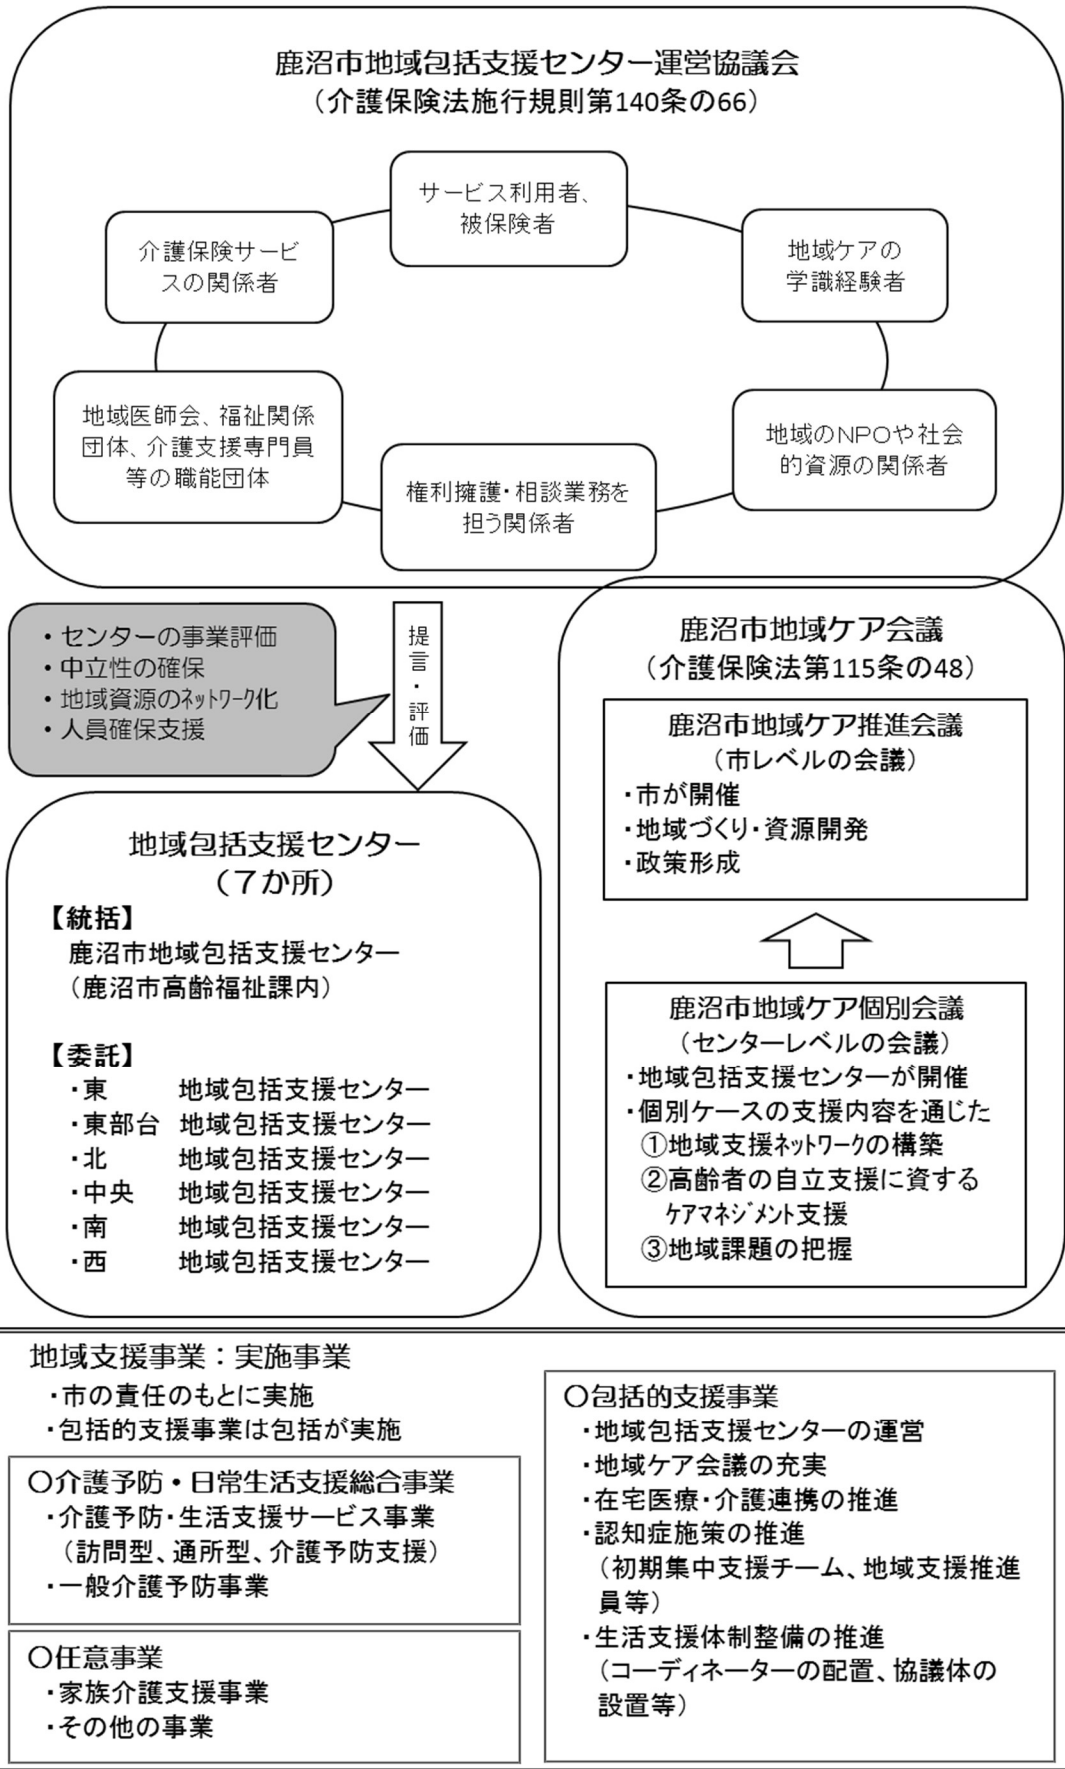 鹿沼市地域包括支援センター運営協議会
（介護保険法施行規則第140条の66）
サービス利用者、
被保険者
介護保険サービ
スの関係者
地域ケアの
学識経験者
地域医師会、福祉関係
団体、介護支援専門員
等の職能団体
地域のNPOや社会
的資源の関係者
権利擁護・相談業務を
担う関係者
・センターの事業評価
・中立性の確保
・地域資源のﾈｯﾄﾜｰｸ化
・人員確保支援
提言・評価
地域包括支援センター
（７か所）
【統括】
鹿沼市地域包括支援センター
（鹿沼市高齢福祉課内）
【委託】
・東　　　地域包括支援センター
・東部台　地域包括支援センター
・北　　　地域包括支援センター
・中央　　地域包括支援センター
・南　　　地域包括支援センター
・西　　　地域包括支援センター
鹿沼市地域ケア会議
（介護保険法第115条の48）
鹿沼市地域ケア推進会議
（市レベルの会議）
・市が開催
・地域づくり・資源開発
・政策形成
鹿沼市地域ケア個別会議
（センターレベルの会議）
・地域包括支援センターが開催
・個別ケースの支援内容を通じた
①地域支援ﾈｯﾄﾜｰｸの構築
②高齢者の自立支援に資する
ｹｱﾏﾈｼﾞﾒﾝﾄ支援
③地域課題の把握
地域支援事業：実施事業
・市の責任のもとに実施
・包括的支援事業は包括が実施
〇介護予防・日常生活支援総合事業
・介護予防・生活支援サービス事業
（訪問型、通所型、介護予防支援）
・一般介護予防事業
〇任意事業
・家族介護支援事業
・その他の事業
〇包括的支援事業
・地域包括支援センターの運営
・地域ケア会議の充実
・在宅医療・介護連携の推進
・認知症施策の推進
（初期集中支援チーム、地域支援推進
員等）
・生活支援体制整備の推進
（コーディネーターの配置、協議体の
設置等）